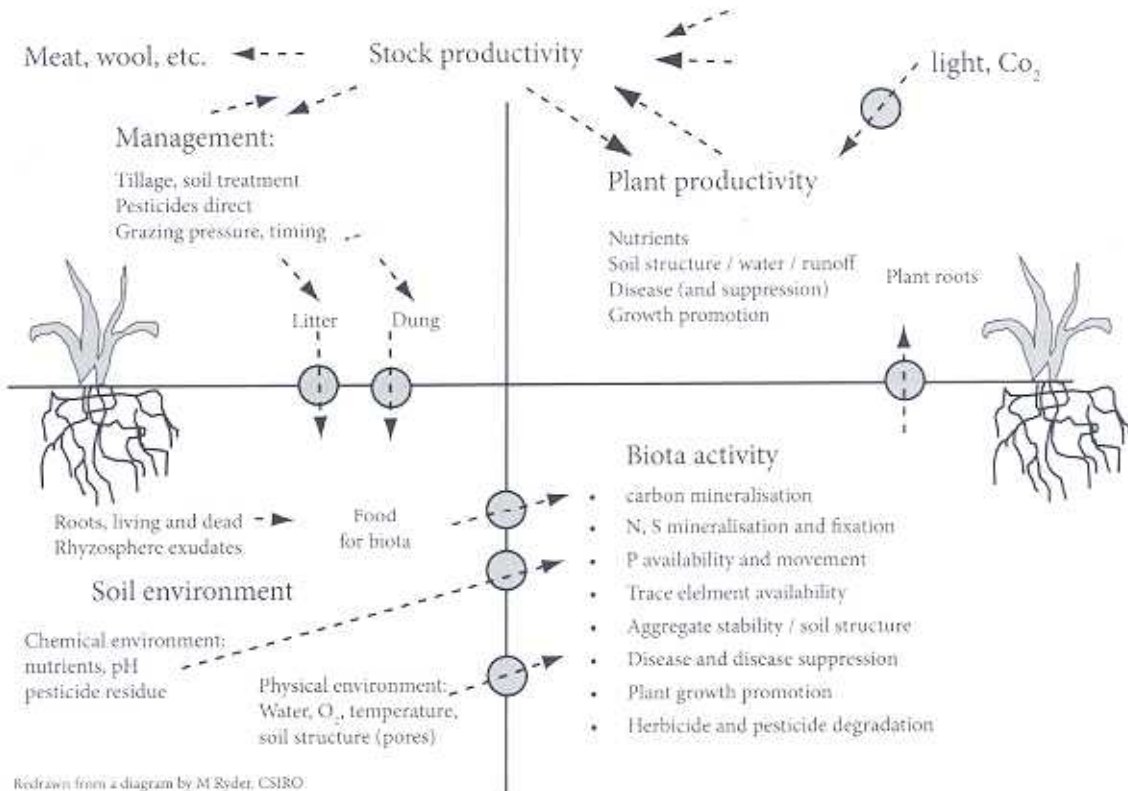 Meat, wool, etc.
Stock productivity
light, Co₂
Management:
Tillage, soil treatment
Pesticides direct
Grazing pressure, timing
Plant productivity
Nutrients
Soil structure / water / runoff
Disease (and suppression)
Growth promotion
Plant roots
Litter
Dung
Roots, living and dead
Rhyzosphere exudates
Food
for biota
Soil environment
Chemical environment:
nutrients, pH
pesticide residue
Physical environment:
Water, O₂, temperature,
soil structure (pores)
Biota activity
• carbon mineralisation
• N, S mineralisation and fixation
• P availability and movement
• Trace elelment availability
• Aggregate stability / soil structure
• Disease and disease suppression
• Plant growth promotion
• Herbicide and pesticide degradation
Redrawn from a diagram by M Ryder, CSIRO